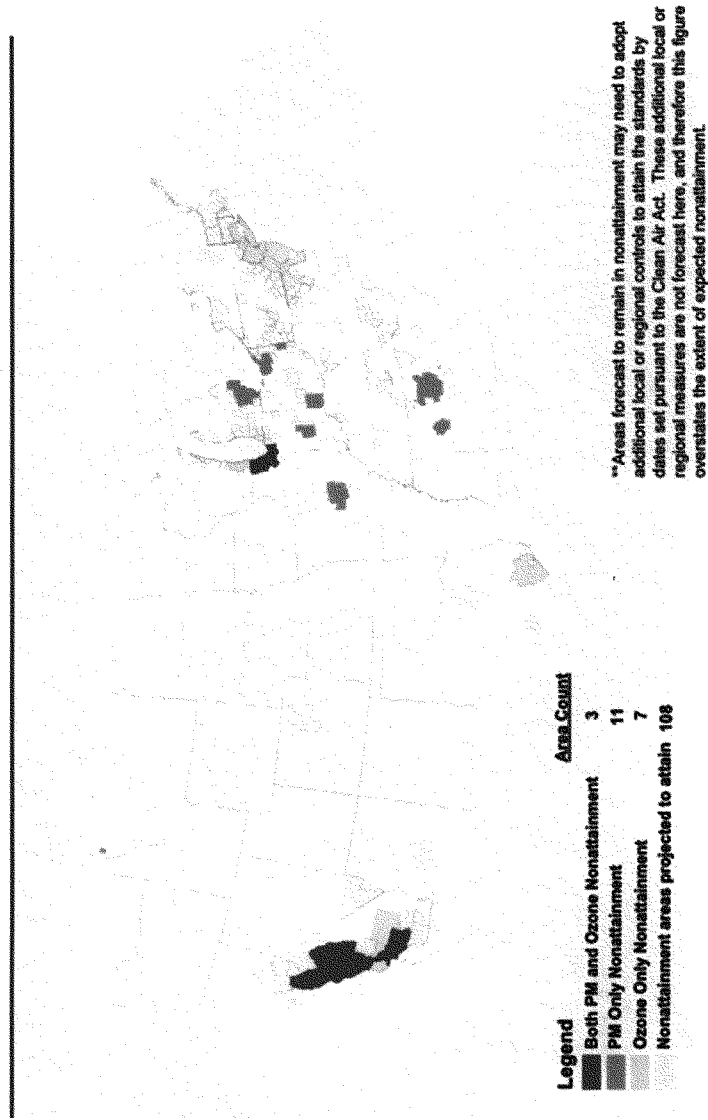 Legend
Area Count
Both PM and Ozone Nonattainment 3
PM Only Nonattainment 11
Ozone Only Nonattainment 7
Nonattainment areas projected to attain 108
**Areas forecast to remain in nonattainment may need to adopt
additional local or regional controls to attain the standards by
dates set pursuant to the Clean Air Act. These additional local or
regional measures are not forecast here, and therefore this figure
overstates the extent of expected nonattainment.